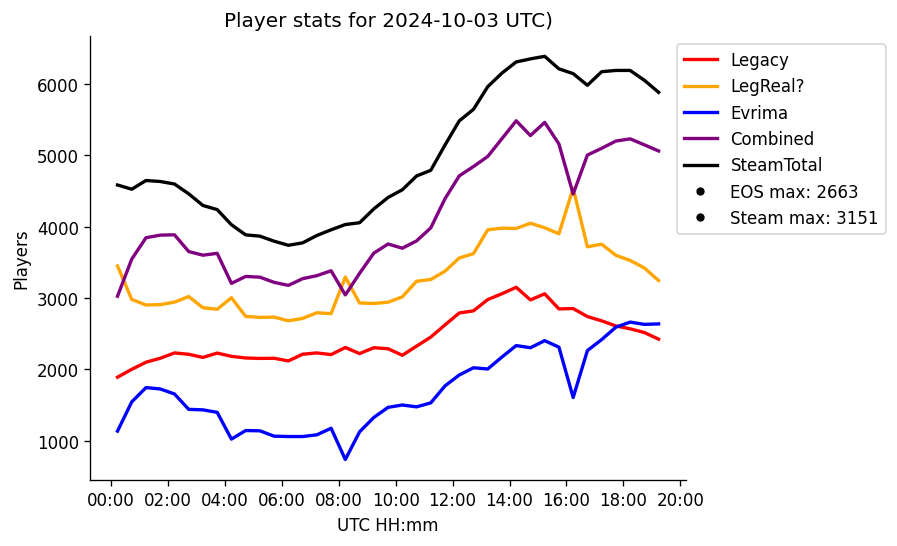 Player stats for 2024-10-03 UTC)
Legacy
LegReal?
Evrima
Combined
SteamTotal
EOS max: 2663
Steam max: 3151
Players
6000
5000
4000
3000
2000
1000
00:00 02:00 04:00 06:00 08:00 10:00 12:00 14:00 16:00 18:00 20:00
UTC HH:mm